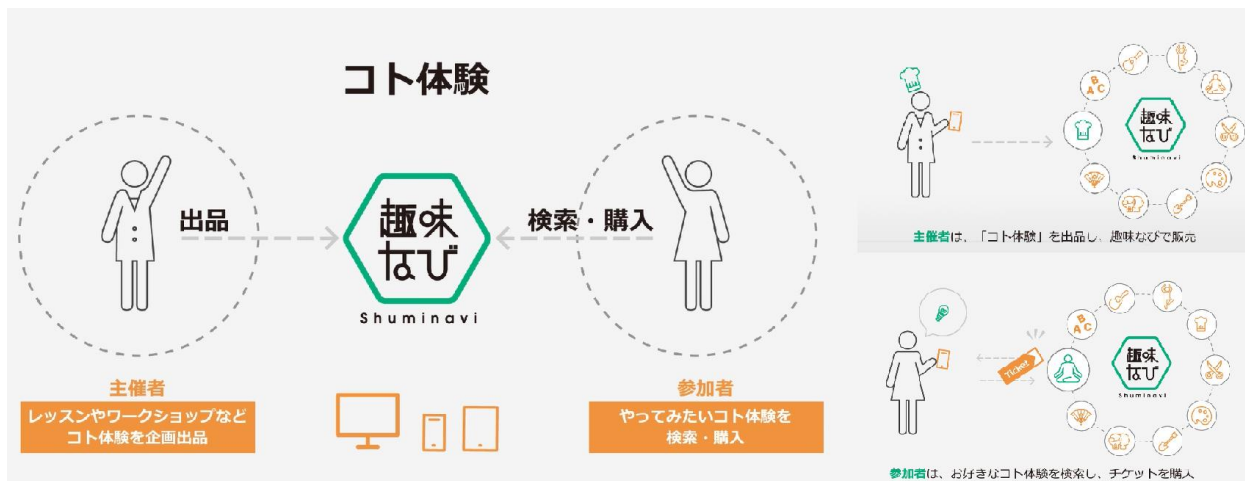 コト体験
出品
趣味
なび
Shuminavi
検索・購入
主催者
レッスンやワークショップなど
コト体験を企画出品
参加者
やってみたいコト体験を
検索・購入
A B C
趣味
なび
Shuminavi
主催者は、「コト体験」を出品し、趣味なびで販売
A B C
Ticket
趣味
なび
Shuminavi
参加者は、お好きなコト体験を検索し、チケットを購入